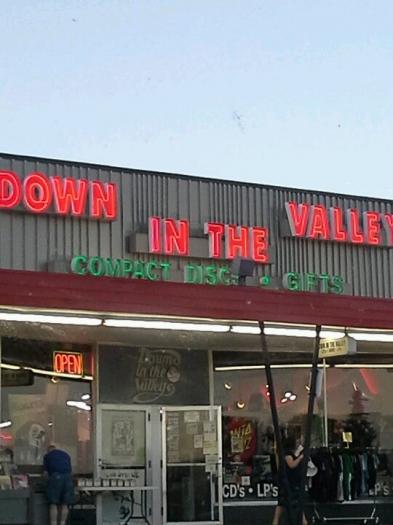 DOWN IN THE VALLEY
COMPACT DISCS • GIFTS
OPEN
Down
In the
Valley
CD's • LP's